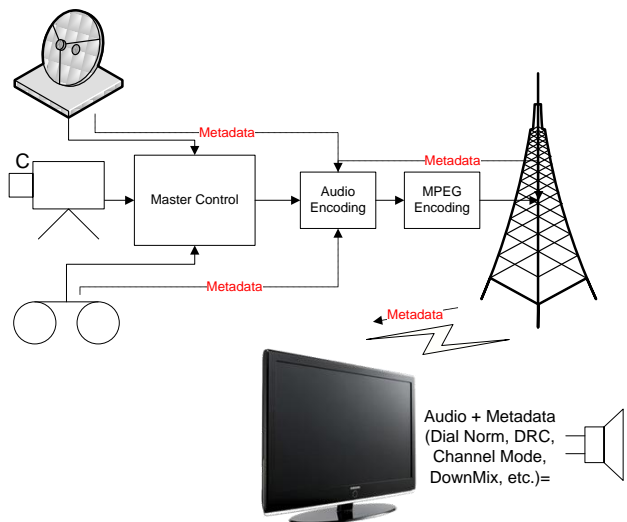 Metadata
Metadata
C
Master Control
Audio
Encoding
MPEG
Encoding
Metadata
Metadata
Audio + Metadata
(Dial Norm, DRC,
Channel Mode,
DownMix, etc.)=
SAMSUNG